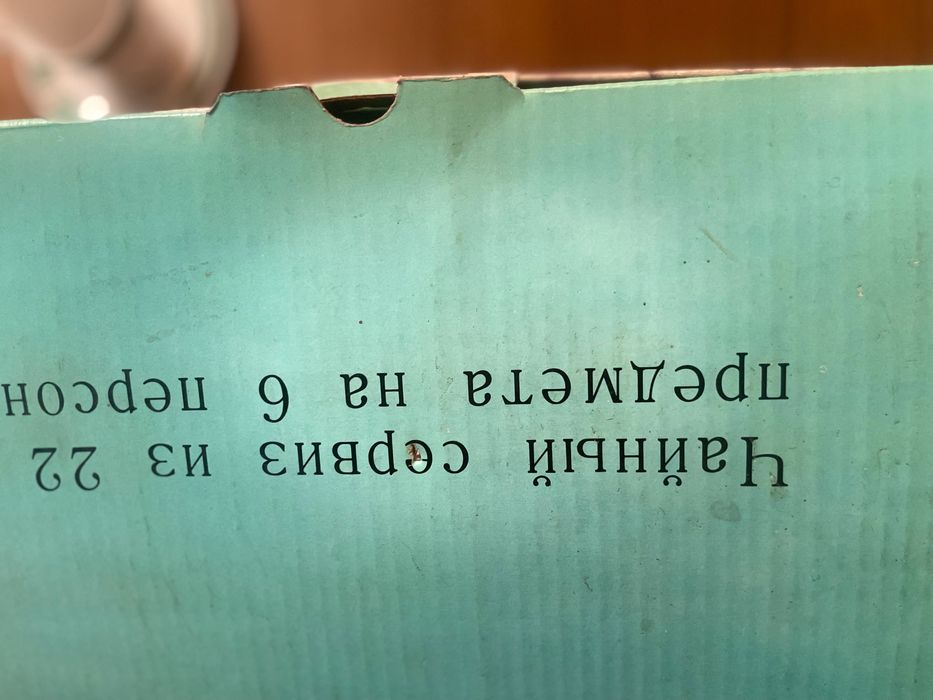 Чайный сервиз из 22
предмета на 6 персон